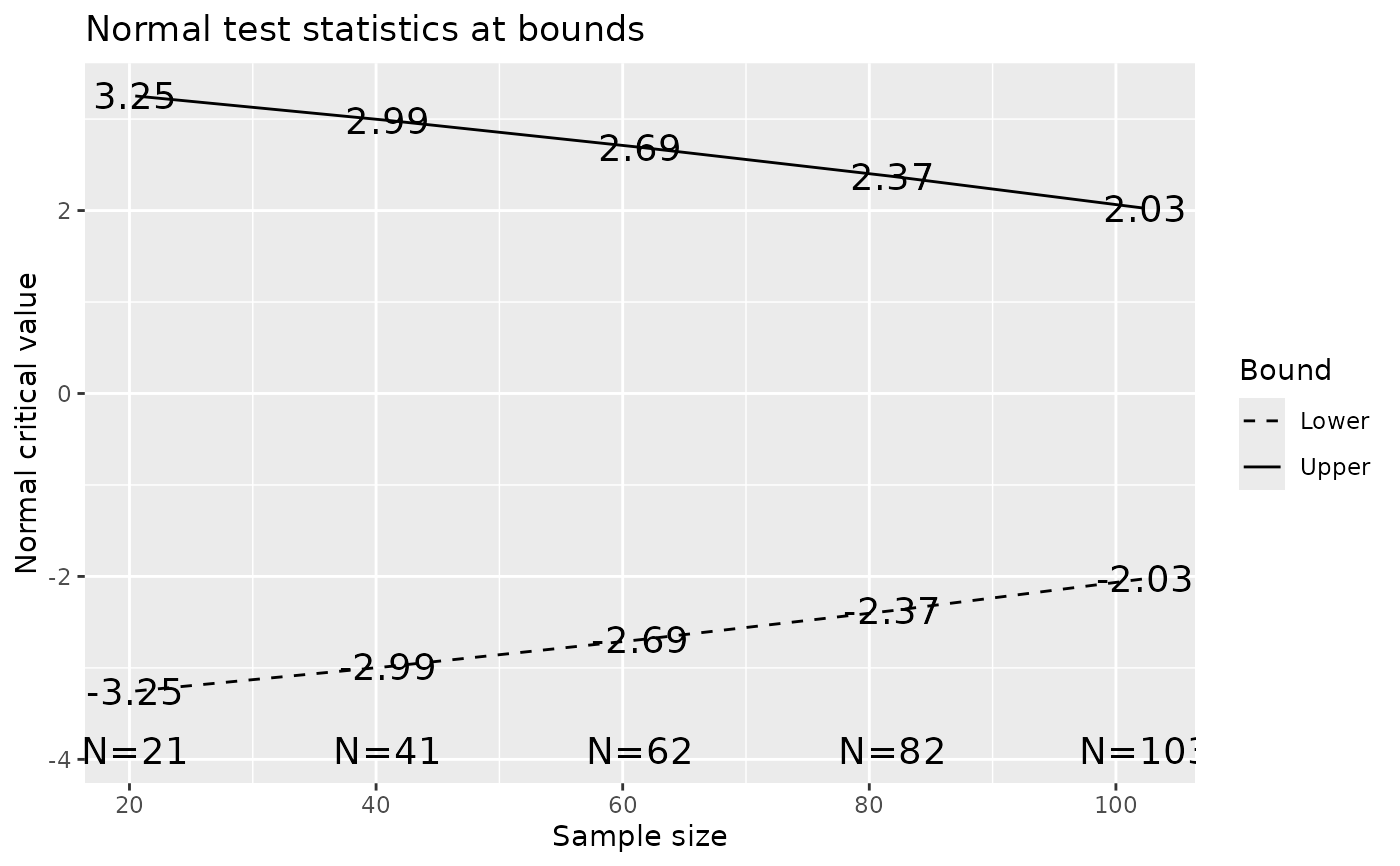 Normal test statistics at bounds
Normal critical value
3.25
2.99
2.69
2.37
2.03
2
0
-2
-4
-3.25
-2.99
-2.69
-2.37
-2.03
N=21
N=41
N=62
N=82
N=103
20
40
60
80
100
Sample size
Bound
Lower
Upper